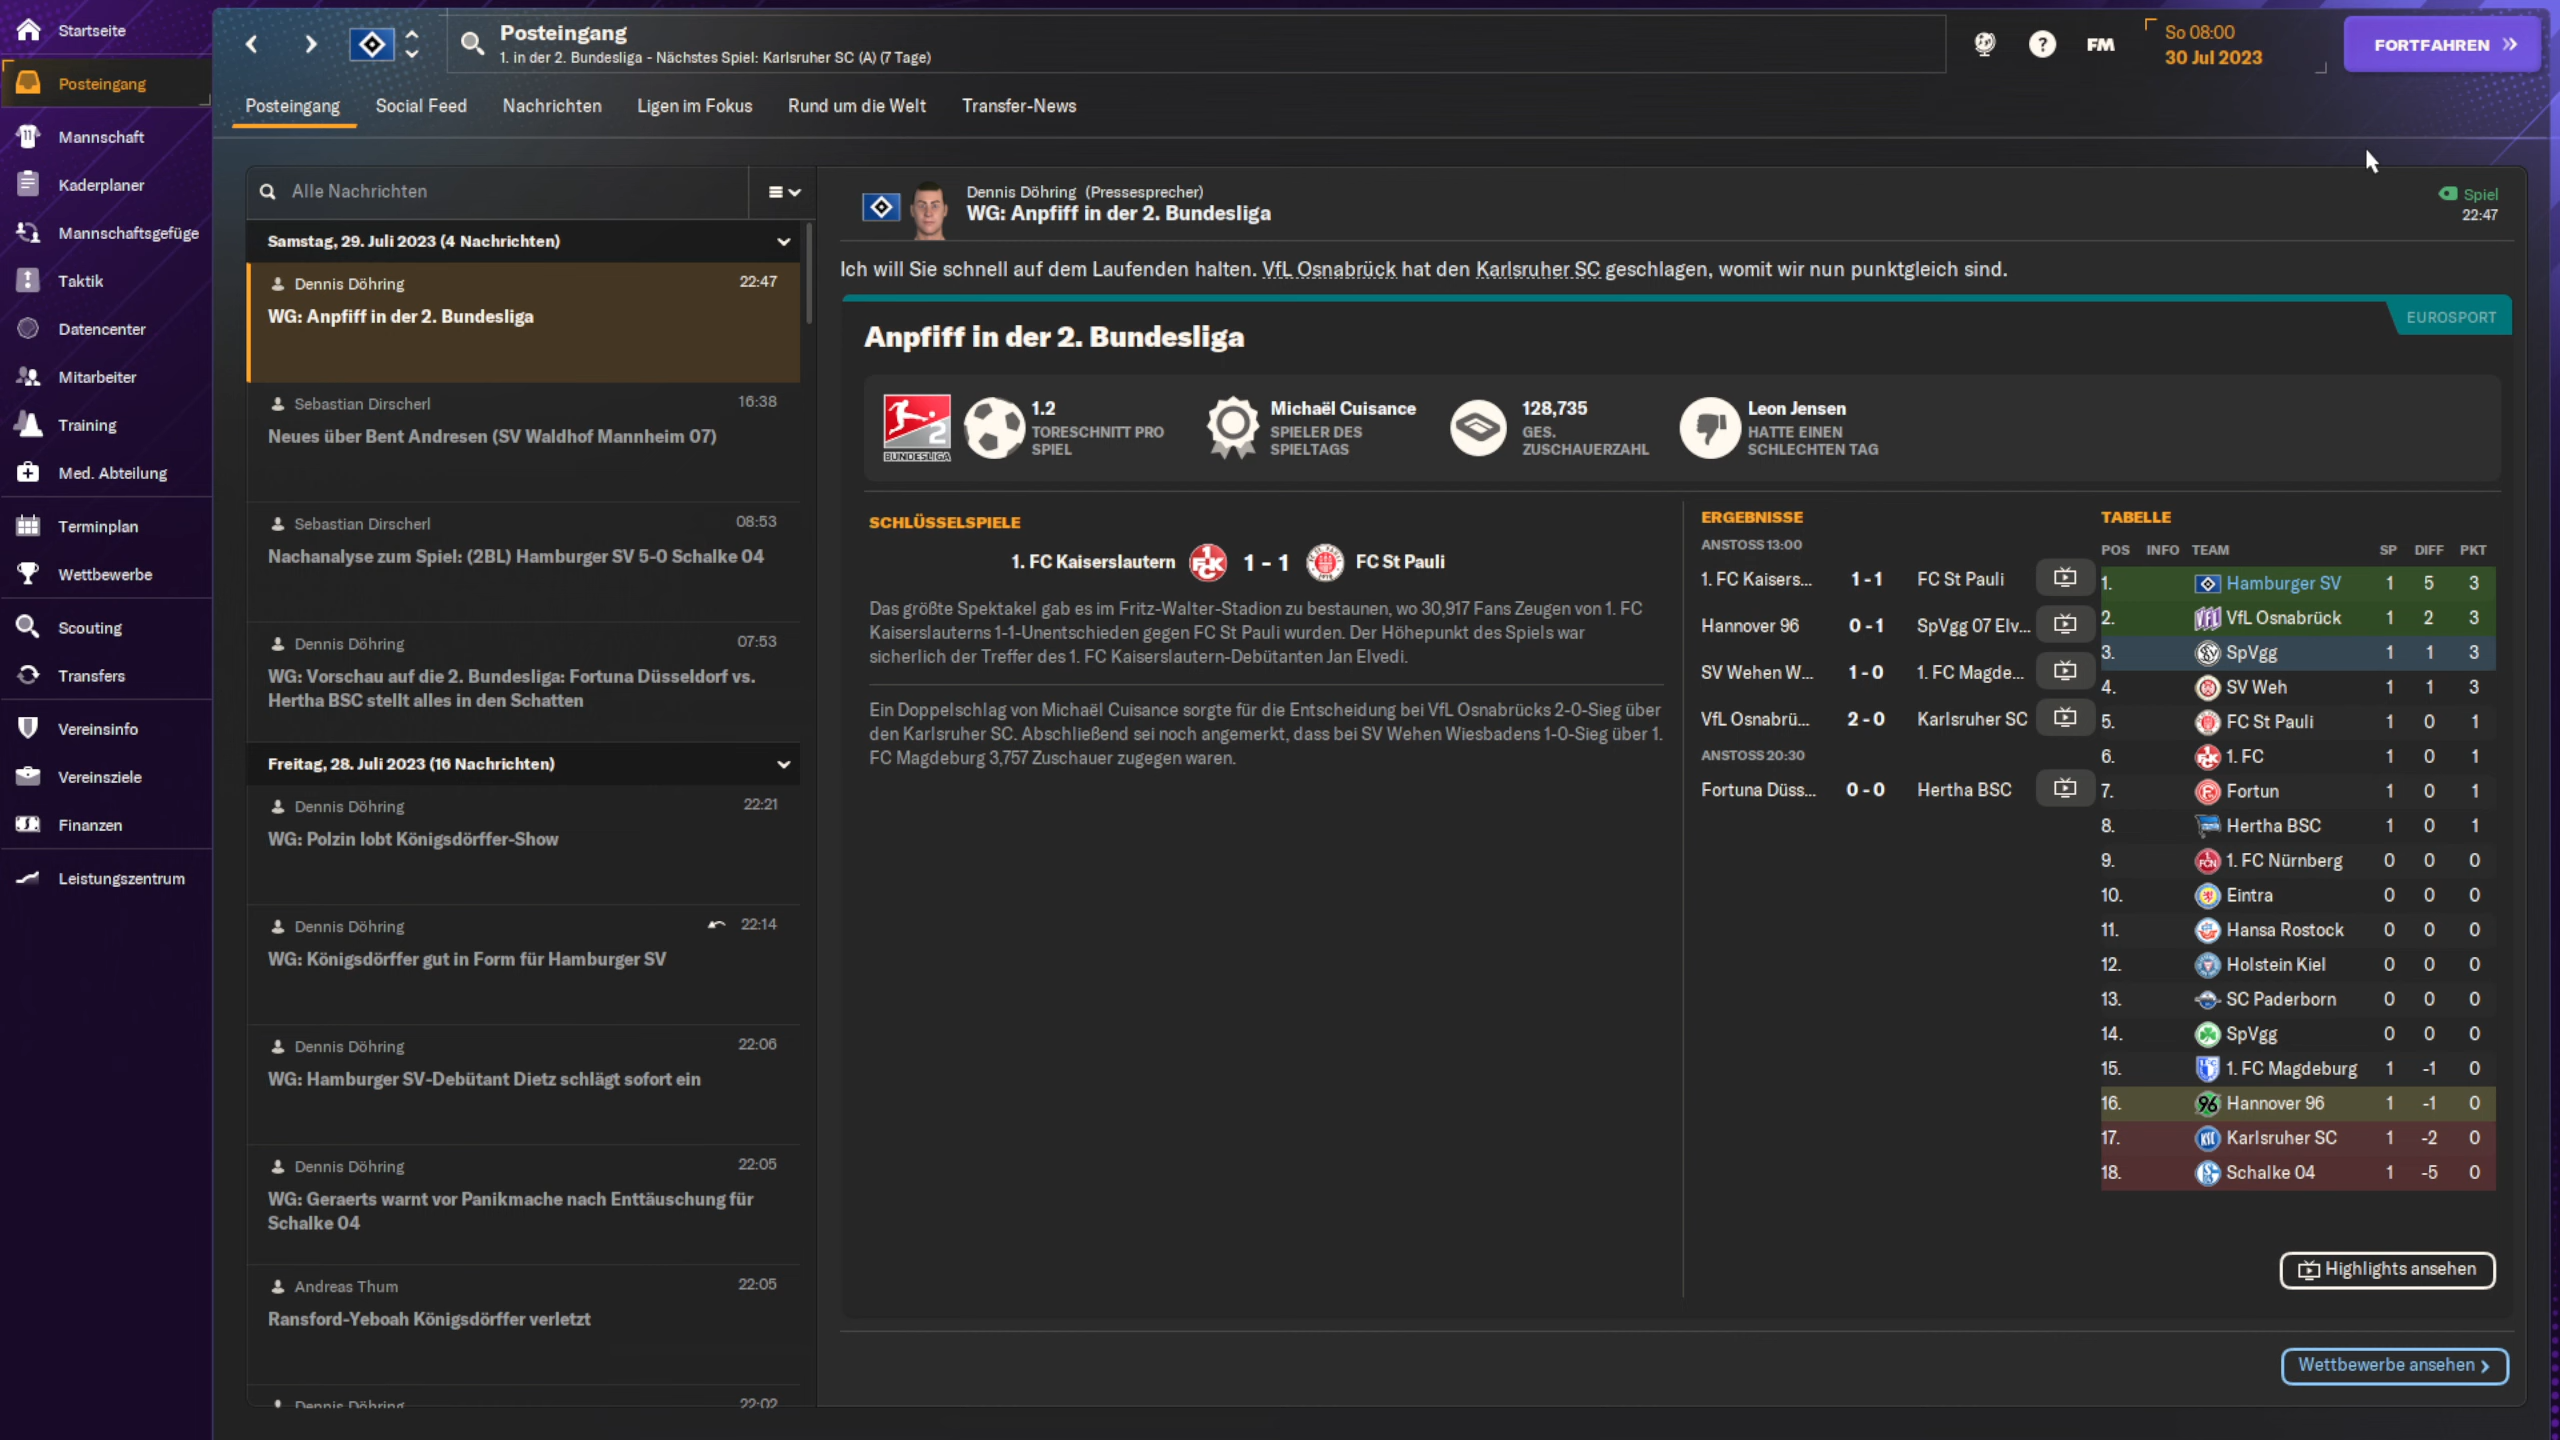 Startseite
Posteingang
Mannschaft
Kaderplaner
Mannschaftsgefüge
Taktik
Datencenter
Mitarbeiter
Training
Med. Abteilung
Terminplan
Wettbewerbe
Scouting
Transfers
Vereinsinfo
Vereinsziele
Finanzen
Leistungszentrum
Posteingang
1. in der 2. Bundesliga - Nächstes Spiel: Karlsruher SC (A) (7 Tage)
FM
So 08:00
30 Jul 2023
FORTFAHREN
Posteingang Social Feed Nachrichten Ligen im Fokus Rund um die Welt Transfer-News
Alle Nachrichten
Samstag, 29. Juli 2023 (4 Nachrichten)
Dennis Döhring 22:47
WG: Anpfiff in der 2. Bundesliga
Sebastian Dirscherl 16:38
Neues über Bent Andresen (SV Waldhof Mannheim 07)
Sebastian Dirscherl 08:53
Nachanalyse zum Spiel: (2BL) Hamburger SV 5-0 Schalke 04
Dennis Döhring 07:53
WG: Vorschau auf die 2. Bundesliga: Fortuna Düsseldorf vs.
Hertha BSC stellt alles in den Schatten
Freitag, 28. Juli 2023 (16 Nachrichten)
Dennis Döhring 22:21
WG: Polzin lobt Königsdörffer-Show
Dennis Döhring 22:14
WG: Königsdörffer gut in Form für Hamburger SV
Dennis Döhring 22:06
WG: Hamburger SV-Debütant Dietz schlägt sofort ein
Dennis Döhring 22:05
WG: Geraerts warnt vor Panikmache nach Enttäuschung für
Schalke 04
Andreas Thum 22:05
Ransford-Yeboah Königsdörffer verletzt
Dennis Döhring 22:02
Dennis Döhring (Pressesprecher)
WG: Anpfiff in der 2. Bundesliga
Spiel
22:47
Ich will Sie schnell auf dem Laufenden halten. VfL Osnabrück hat den Karlsruher SC geschlagen, womit wir nun punktgleich sind.
EUROSPORT
Anpfiff in der 2. Bundesliga
2
BUNDESLIGA
1.2
TORESCHNITT PRO
SPIEL
Michaël Cuisance
SPIELER DES
SPIELTAGS
128,735
GES.
ZUSCHAUERZAHL
Leon Jensen
HATTE EINEN
SCHLECHTEN TAG
SCHLÜSSELSPIELE
1. FC Kaiserslautern 1 - 1 FC St Pauli
Das größte Spektakel gab es im Fritz-Walter-Stadion zu bestaunen, wo 30,917 Fans Zeugen von 1. FC
Kaiserslauterns 1-1-Unentschieden gegen FC St Pauli wurden. Der Höhepunkt des Spiels war
sicherlich der Treffer des 1. FC Kaiserslautern-Debütanten Jan Elvedi.
Ein Doppelschlag von Michaël Cuisance sorgte für die Entscheidung bei VfL Osnabrücks 2-0-Sieg über
den Karlsruher SC. Abschließend sei noch angemerkt, dass bei SV Wehen Wiesbadens 1-0-Sieg über 1.
FC Magdeburg 3,757 Zuschauer zugegen waren.
ERGEBNISSE
ANSTOSS 13:00
1. FC Kaisers... 1 - 1 FC St Pauli
Hannover 96 0 - 1 SpVgg 07 Elv...
SV Wehen W... 1 - 0 1. FC Magde...
VfL Osnabrü... 2 - 0 Karlsruher SC
ANSTOSS 20:30
Fortuna Düss... 0 - 0 Hertha BSC
TABELLE
POS INFO TEAM SP DIFF PKT
1. Hamburger SV 1 5 3
2. VfL Osnabrück 1 2 3
3. SpVgg 1 1 3
4. SV Weh 1 1 3
5. FC St Pauli 1 0 1
6. 1. FC 1 0 1
7. Fortun 1 0 1
8. Hertha BSC 1 0 1
9. 1. FC Nürnberg 0 0 0
10. Eintra 0 0 0
11. Hansa Rostock 0 0 0
12. Holstein Kiel 0 0 0
13. SC Paderborn 0 0 0
14. SpVgg 0 0 0
15. 1. FC Magdeburg 1 -1 0
16. Hannover 96 1 -1 0
17. Karlsruher SC 1 -2 0
18. Schalke 04 1 -5 0
Highlights ansehen
Wettbewerbe ansehen